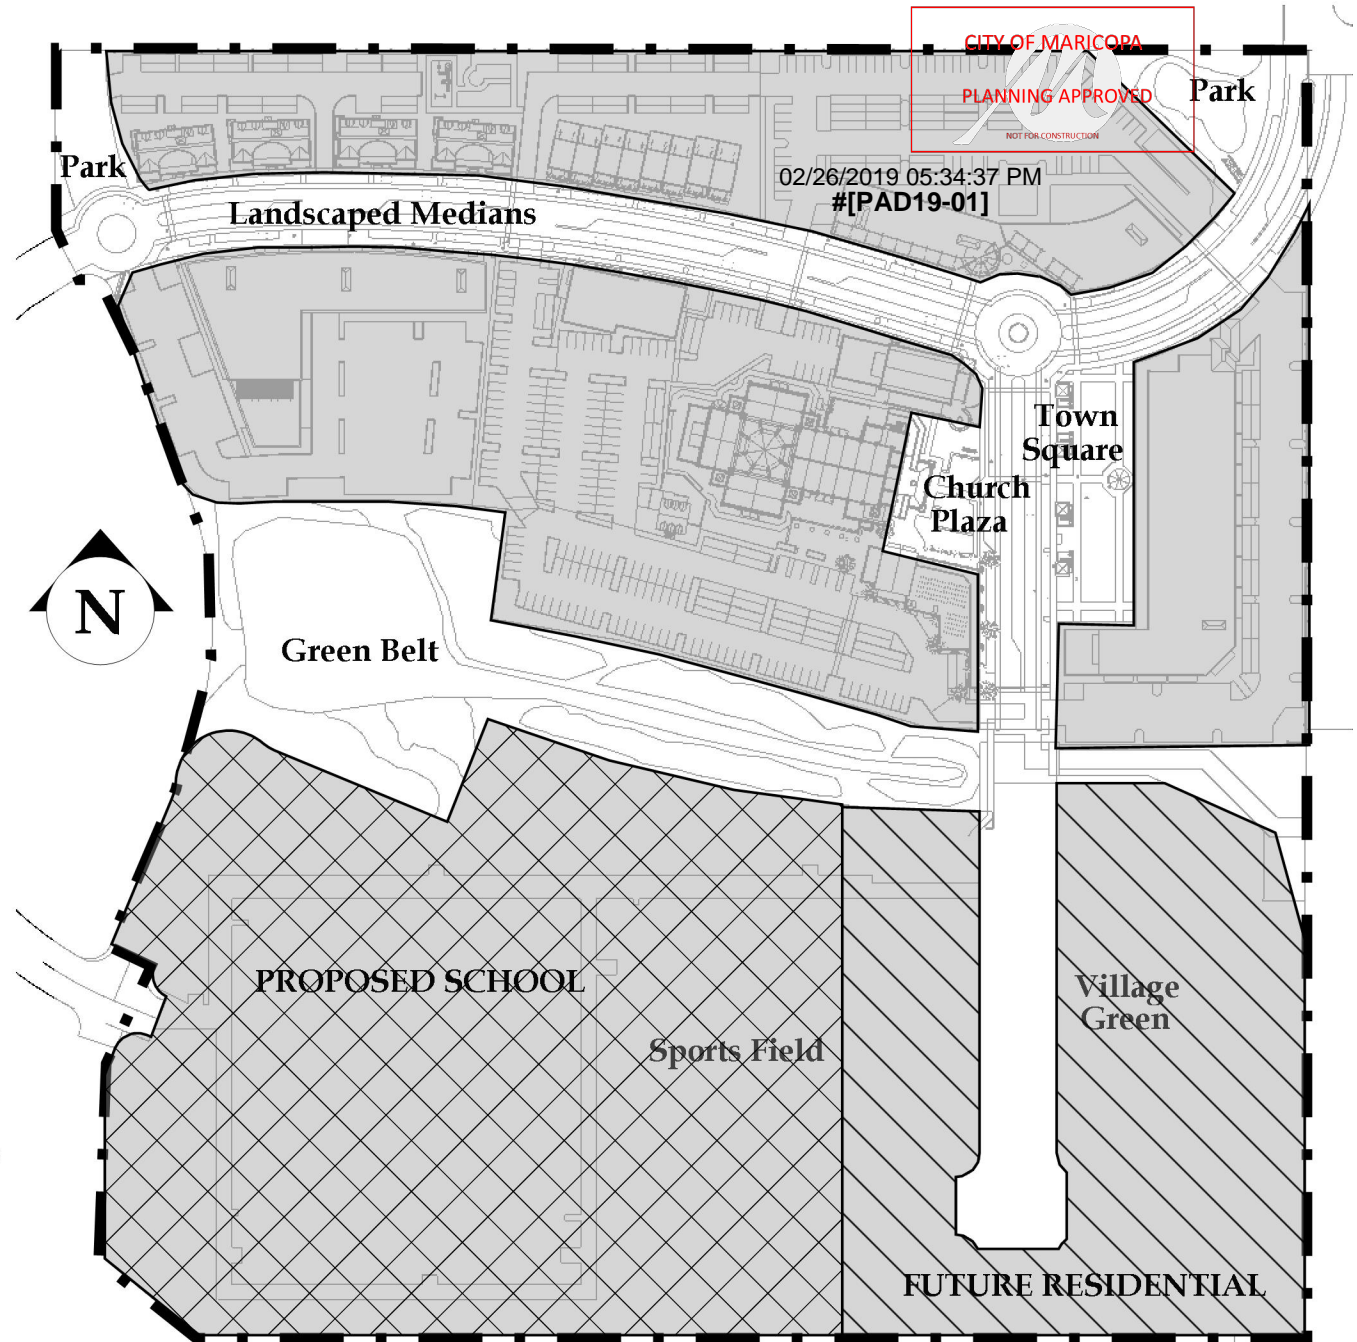 CITY OF MARICOPA
PLANNING APPROVED
NOT FOR CONSTRUCTION
Park
Park
02/26/2019 05:34:37 PM
#[PAD19-01]
Landscaped Medians
Town
Square
Church
Plaza
N
Green Belt
PROPOSED SCHOOL
Village
Green
Sports Field
FUTURE RESIDENTIAL